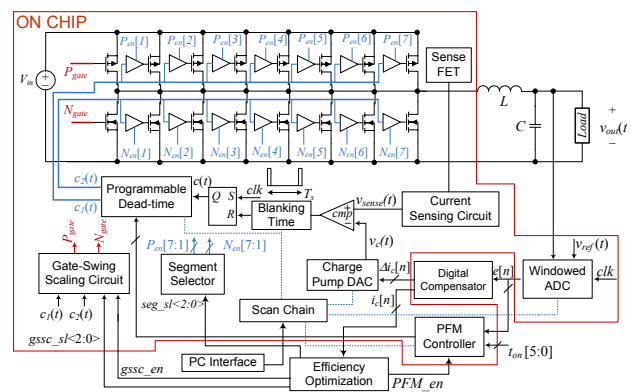 ON CHIP
P_en[1] P_en[2] P_en[3] P_en[4] P_en[5] P_en[6] P_en[7]
Sense FET
V_in
P_gate
L
N_gate
C
Load
+
v_out(t
−
N_en[1] N_en[2] N_en[3] N_en[4] N_en[5] N_en[6] N_en[7]
c_2(t)
c_1(t)
Programmable Dead-time
c(t)
Q S
R
clk
T_s
Blanking Time
cmp
v_sense(t)
Current Sensing Circuit
v_c(t)
P_gate
N_gate
P_en[7:1] N_en[7:1]
v_ref(t)
Gate-Swing Scaling Circuit
Segment Selector
Charge Pump DAC
Δi_c[n]
Digital Compensator
e[n]
Windowed ADC
clk
i_c[n]
seg_sl<2:0>
Scan Chain
c_1(t) c_2(t)
gssc_sl<2:0>
PFM Controller
t_on [5:0]
PC Interface
gssc_en
Efficiency Optimization
PFM_en